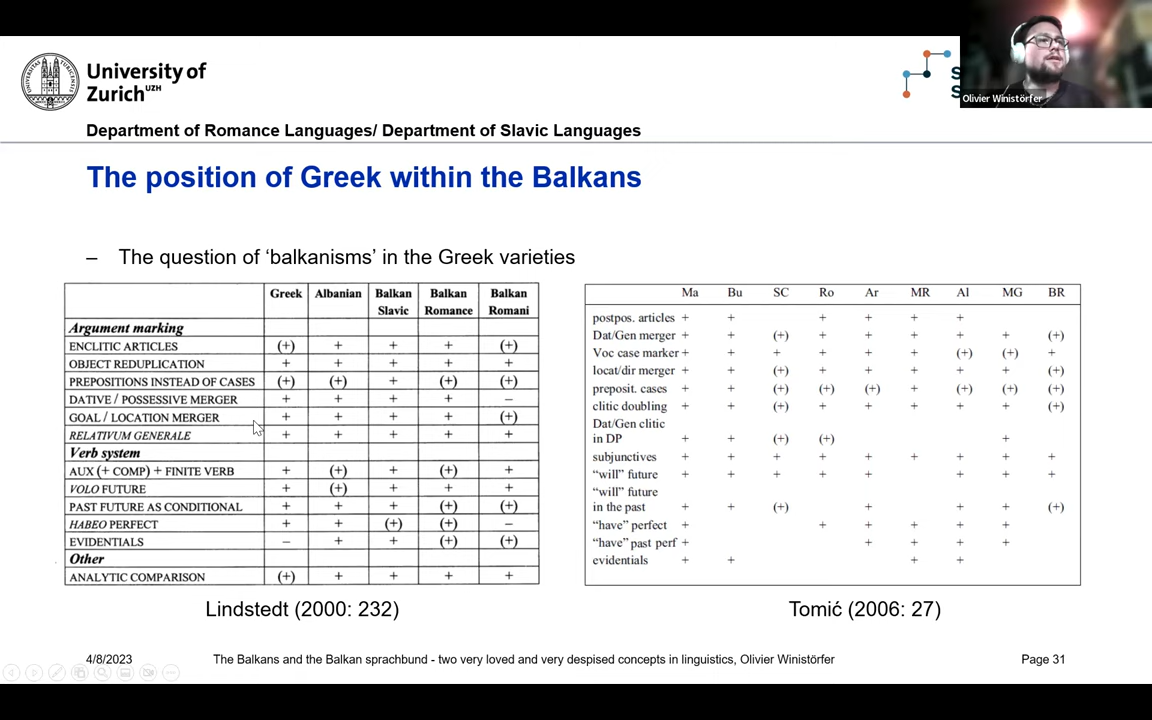 University of
Zurich UZH
S
S
Olivier Winistörfer
Department of Romance Languages/ Department of Slavic Languages
The position of Greek within the Balkans
– The question of ‘balkanisms’ in the Greek varieties
Greek Albanian Balkan Slavic Balkan Romance Balkan Romani
Argument marking
ENCLITIC ARTICLES (+) + + + (+)
OBJECT REDUPLICATION + + + + +
PREPOSITIONS INSTEAD OF CASES (+) (+) + (+) (+)
DATIVE / POSSESSIVE MERGER + + + + –
GOAL / LOCATION MERGER + + + + (+)
RELATIVUM GENERALE + + + + +
Verb system
AUX (+ COMP) + FINITE VERB + (+) + (+) +
VOLO FUTURE + (+) + + +
PAST FUTURE AS CONDITIONAL + + + (+) (+)
HABEO PERFECT + + (+) (+) –
EVIDENTIALS – + + (+) (+)
Other
ANALYTIC COMPARISON (+) + + + +
Lindstedt (2000: 232)
Ma Bu SC Ro Ar MR Al MG BR
postpos. articles + + + + + +
Dat/Gen merger + + (+) + + + + + (+)
Voc case marker + + + + + + (+) (+) +
locat/dir merger + + (+) + + + + + (+)
preposit. cases + + (+) (+) (+) + (+) (+) (+)
clitic doubling + + (+) + + + + + (+)
Dat/Gen clitic
in DP + + (+) (+) +
subjunctives + + + + + + + + +
“will” future + + + + + + + +
“will” future
in the past + + (+) + + + (+)
“have” perfect + + + + + +
“have” past perf + + + + +
evidentials + + + +
Tomić (2006: 27)
4/8/2023
The Balkans and the Balkan sprachbund - two very loved and very despised concepts in linguistics, Olivier Winistörfer
Page 31